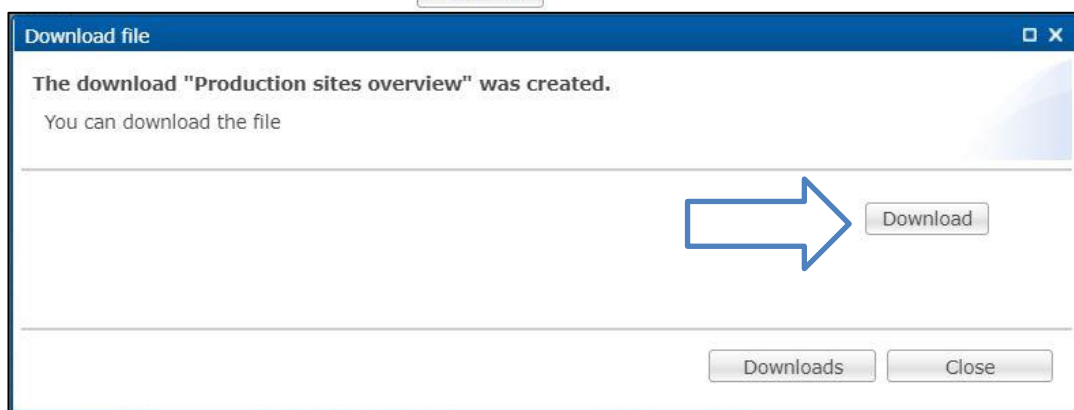 Download file
The download "Production sites overview" was created.
You can download the file
Download
Downloads Close